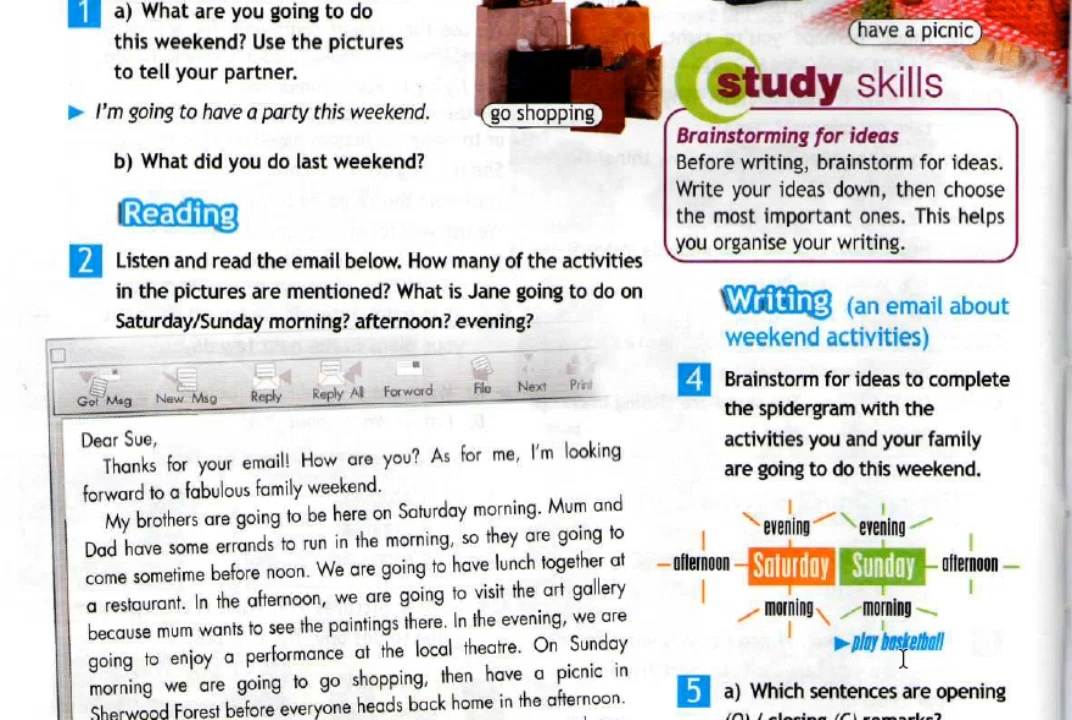 1 a) What are you going to do
this weekend? Use the pictures
to tell your partner.
▶ I'm going to have a party this weekend.
b) What did you do last weekend?
go shopping
have a picnic
Reading
2 Listen and read the email below. How many of the activities
in the pictures are mentioned? What is Jane going to do on
Saturday/Sunday morning? afternoon? evening?
Got Msg New Msg Reply Reply All Forward File Next Print
Dear Sue,
Thanks for your email! How are you? As for me, I'm looking
forward to a fabulous family weekend.
My brothers are going to be here on Saturday morning. Mum and
Dad have some errands to run in the morning, so they are going to
come sometime before noon. We are going to have lunch together at
a restaurant. In the afternoon, we are going to visit the art gallery
because mum wants to see the paintings there. In the evening, we are
going to enjoy a performance at the local theatre. On Sunday
morning we are going to go shopping, then have a picnic in
Sherwood Forest before everyone heads back home in the afternoon.
study skills
Brainstorming for ideas
Before writing, brainstorm for ideas.
Write your ideas down, then choose
the most important ones. This helps
you organise your writing.
Writing (an email about
weekend activities)
4 Brainstorm for ideas to complete
the spidergram with the
activities you and your family
are going to do this weekend.
evening evening
afternoon Saturday Sunday afternoon
morning morning
▶ play basketball
5 a) Which sentences are opening
(O) / closing (C) remarks?